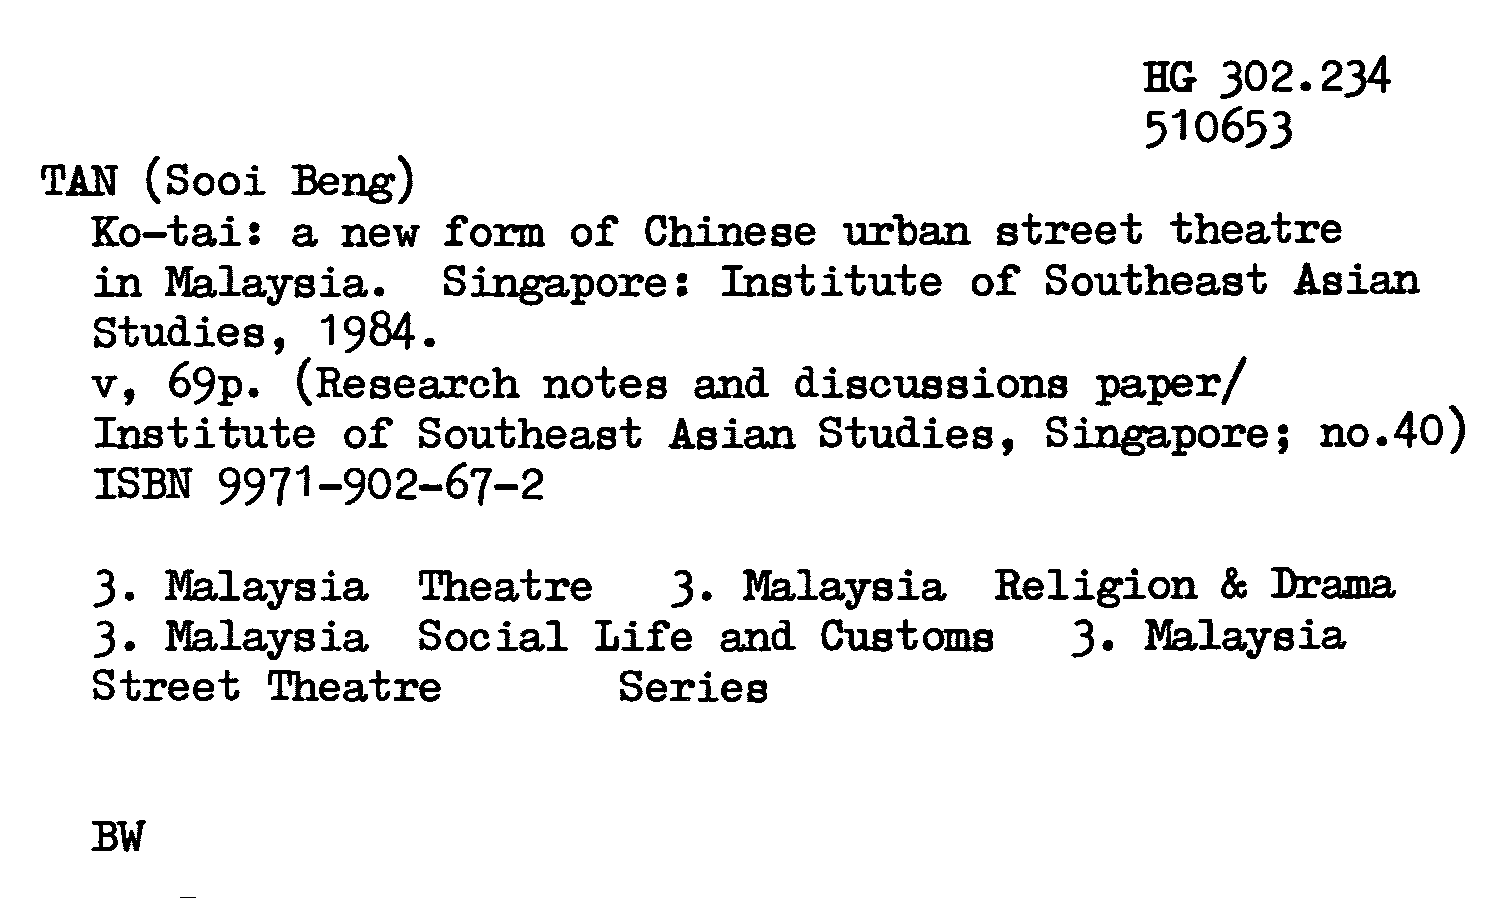 HG 302.234
510653
TAN (Sooi Beng)
Ko-tai: a new form of Chinese urban street theatre
in Malaysia. Singapore: Institute of Southeast Asian
Studies, 1984.
v, 69p. (Research notes and discussions paper/
Institute of Southeast Asian Studies, Singapore; no.40)
ISBN 9971-902-67-2
3. Malaysia Theatre 3. Malaysia Religion & Drama
3. Malaysia Social Life and Customs 3. Malaysia
Street Theatre Series
BW